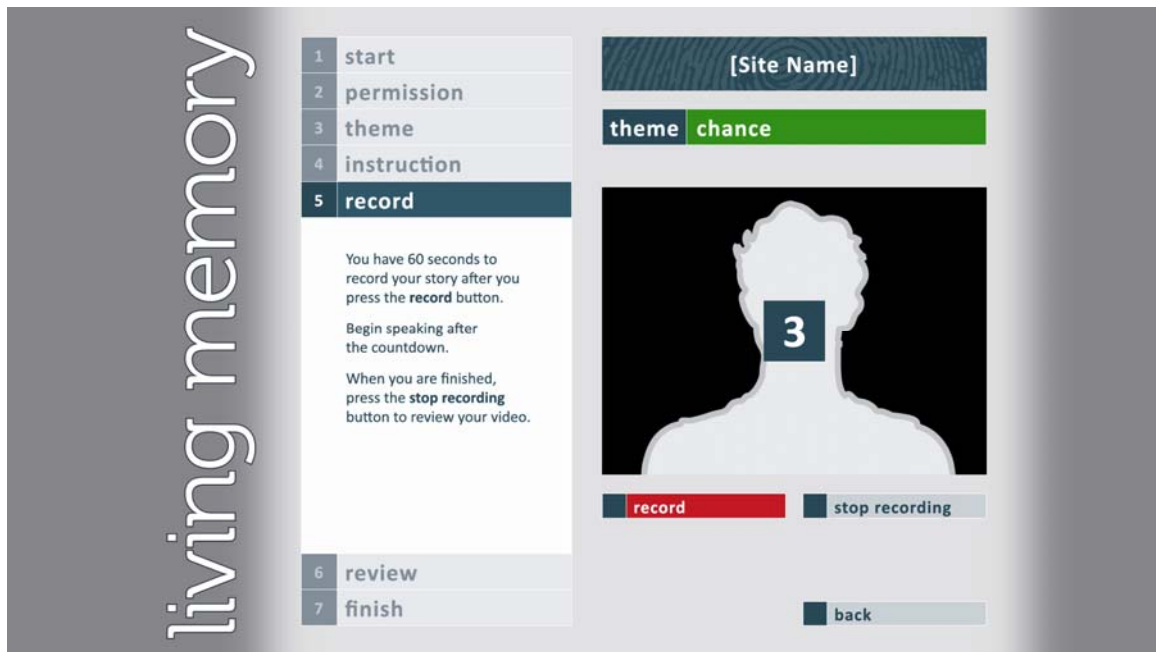 living memory
1 start
2 permission
3 theme
4 instruction
5 record
You have 60 seconds to
record your story after you
press the record button.
Begin speaking after
the countdown.
When you are finished,
press the stop recording
button to review your video.
6 review
7 finish
[Site Name]
theme chance
3
record
stop recording
back